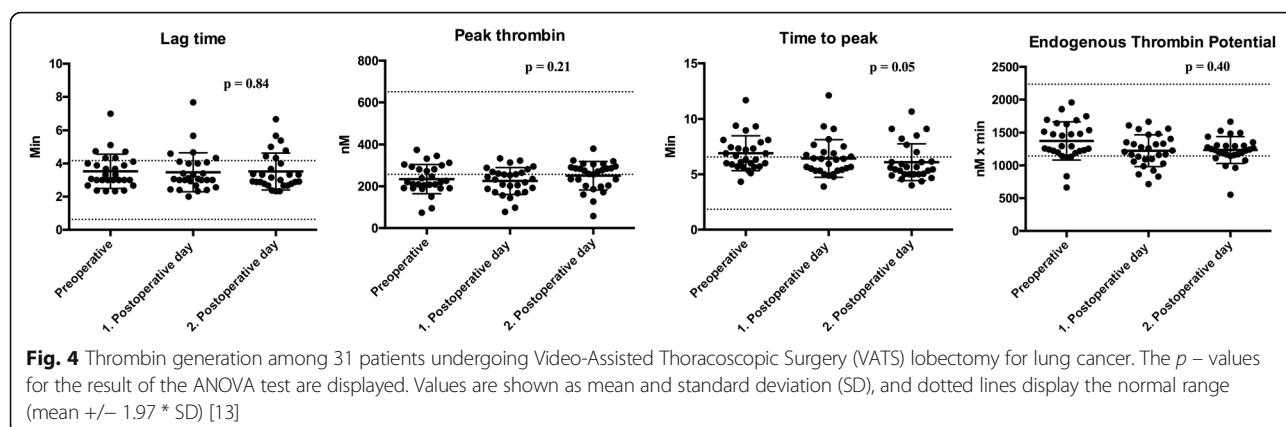 Lag time
p = 0.84
Min
10
8
6
4
2
0
Preoperative
1. Postoperative day
2. Postoperative day
Peak thrombin
p = 0.21
nM
800
600
400
200
0
Preoperative
1. Postoperative day
2. Postoperative day
Time to peak
p = 0.05
Min
15
10
5
0
Preoperative
1. Postoperative day
2. Postoperative day
Endogenous Thrombin Potential
p = 0.40
nM x min
2500
2000
1500
1000
500
0
Preoperative
1. Postoperative day
2. Postoperative day
Fig. 4 Thrombin generation among 31 patients undergoing Video-Assisted Thoracoscopic Surgery (VATS) lobectomy for lung cancer. The p – values
for the result of the ANOVA test are displayed. Values are shown as mean and standard deviation (SD), and dotted lines display the normal range
(mean +/− 1.97 * SD) [13]